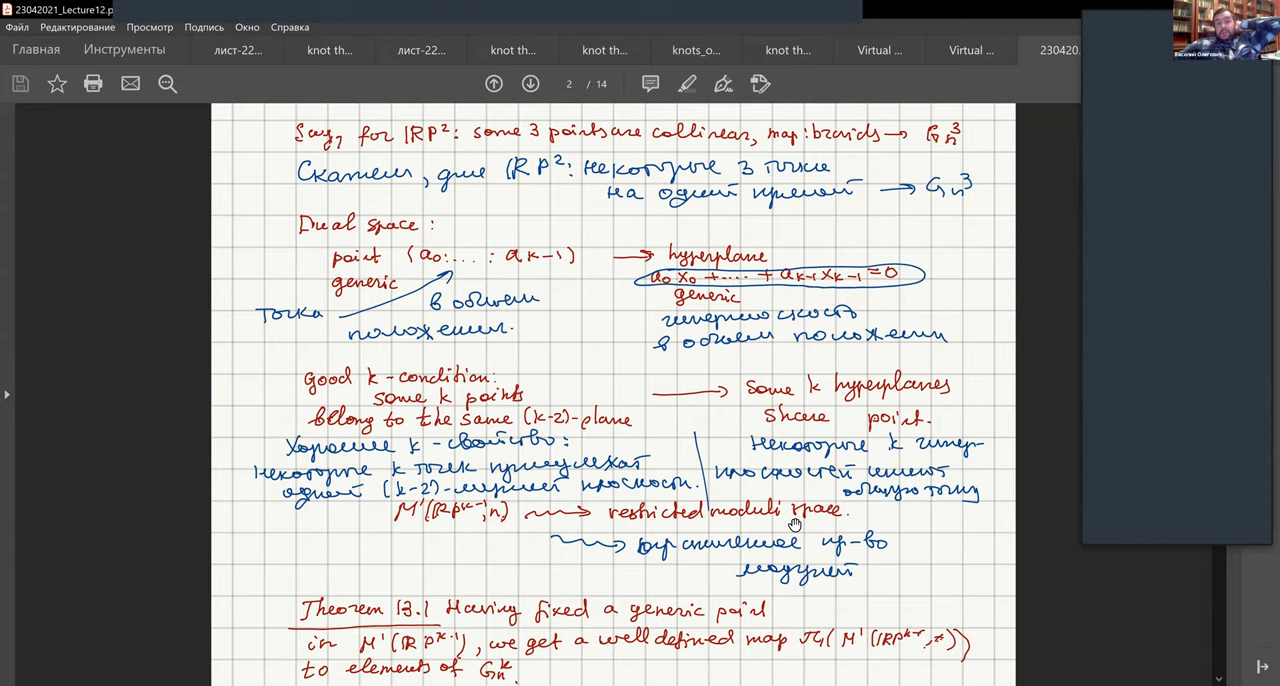 23042021_Lecture12.p
Файл Редактирование Просмотр Подпись Окно Справка
Главная Инструменты лист-22... knot th... лист-22... knot th... knot th... knots_o... knot th... Virtual ... Virtual ... 230420.
2 / 14
Василий Олегович
Say, for RP²: some 3 points are collinear, map: braids → G_n^3
Скажем, для RP²: некоторые 3 точки
на одной прямой → G_n^3
Dual space:
point (a₀: ... : a_{k-1}) → hyperplane
generic
a₀x₀ + ... + a_{k-1}x_{k-1} = 0
generic
точка в общем
положении.
гиперплоскость
в общем положении
Good k-condition:
some k points
belong to the same (k-2)-plane
→ some k hyperplanes
share point.
Хорошие k-свойство:
Некоторые k точек принадлежат
одной (k-2)-мерной плоскости.
Некоторые k гипер-
плоскостей имеют
общую точку
M'(RP^{k-1}, n) ⇝ restricted moduli space.
⇝ ограниченное пр-во
модулей
Theorem 13.1 Having fixed a generic point
in M'(RP^{k-1}), we get a well defined map π₁(M'(RP^{k-1}, *))
to elements of G_n^k.